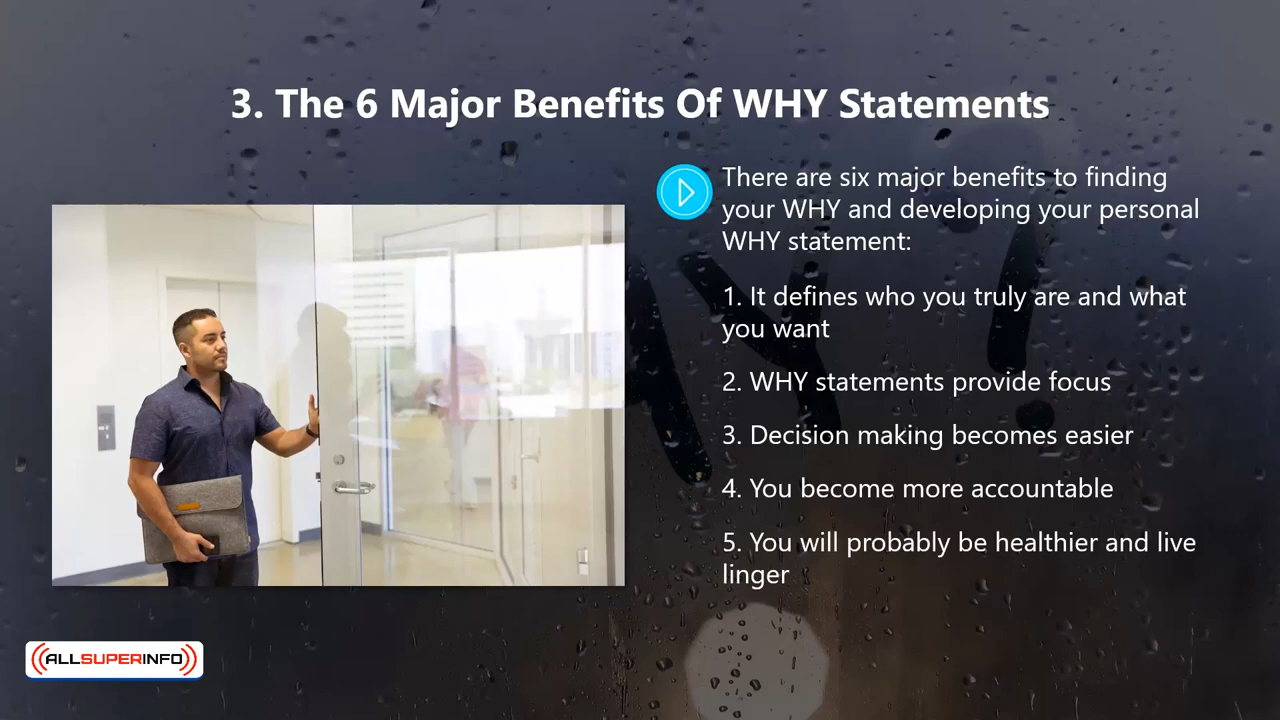 3. The 6 Major Benefits Of WHY Statements
There are six major benefits to finding
your WHY and developing your personal
WHY statement:
1. It defines who you truly are and what
you want
2. WHY statements provide focus
3. Decision making becomes easier
4. You become more accountable
5. You will probably be healthier and live
linger
ALLSUPERINFO